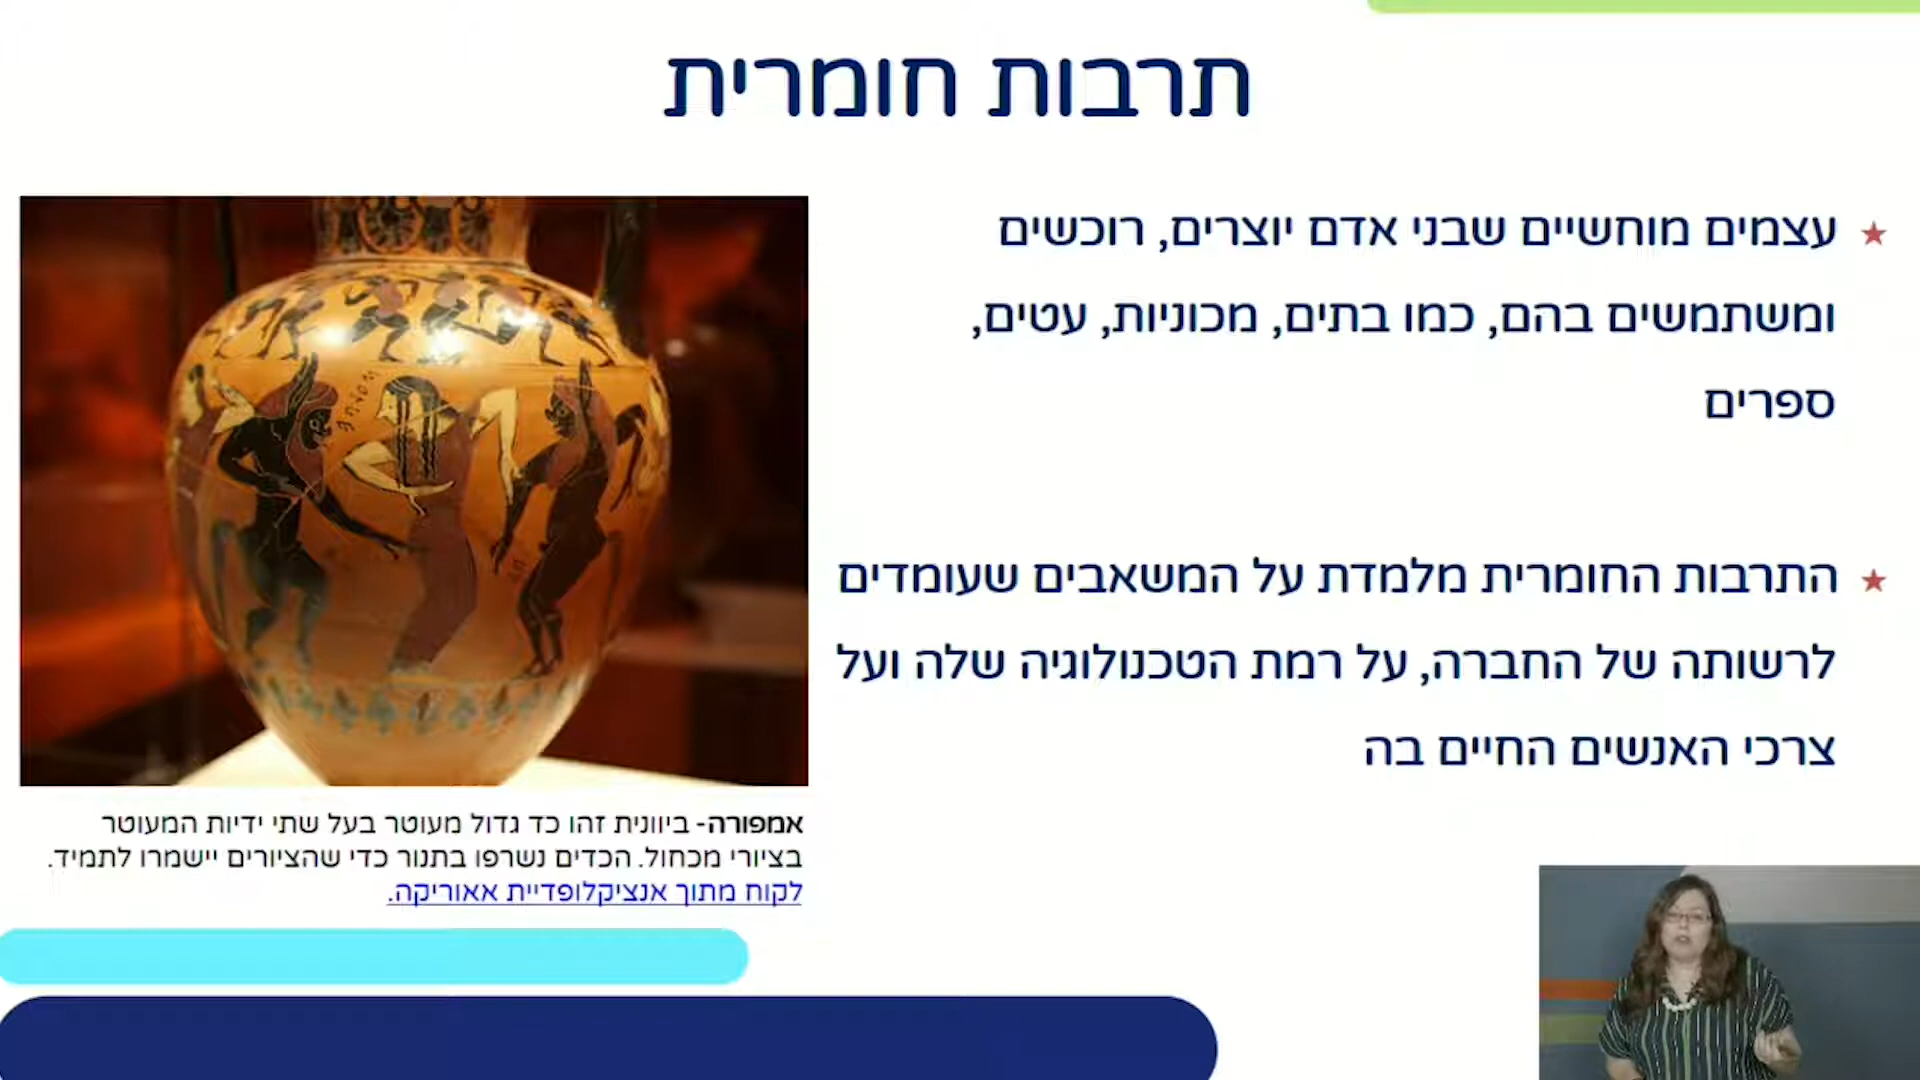 תרבות חומרית
עצמים מוחשיים שבני אדם יוצרים, רוכשים
ומשתמשים בהם, כמו בתים, מכוניות, עטים,
ספרים
התרבות החומרית מלמדת על המשאבים שעומדים
לרשותה של החברה, על רמת הטכנולוגיה שלה ועל
צרכי האנשים החיים בה
אמפורה- ביוונית זהו כד גדול מעוטר בעל שתי ידיות המעוטר
בציורי מכחול. הכדים נשרפו בתנור כדי שהציורים יישמרו לתמיד.
לקוח מתוך אנציקלופדיית אאוריקה.